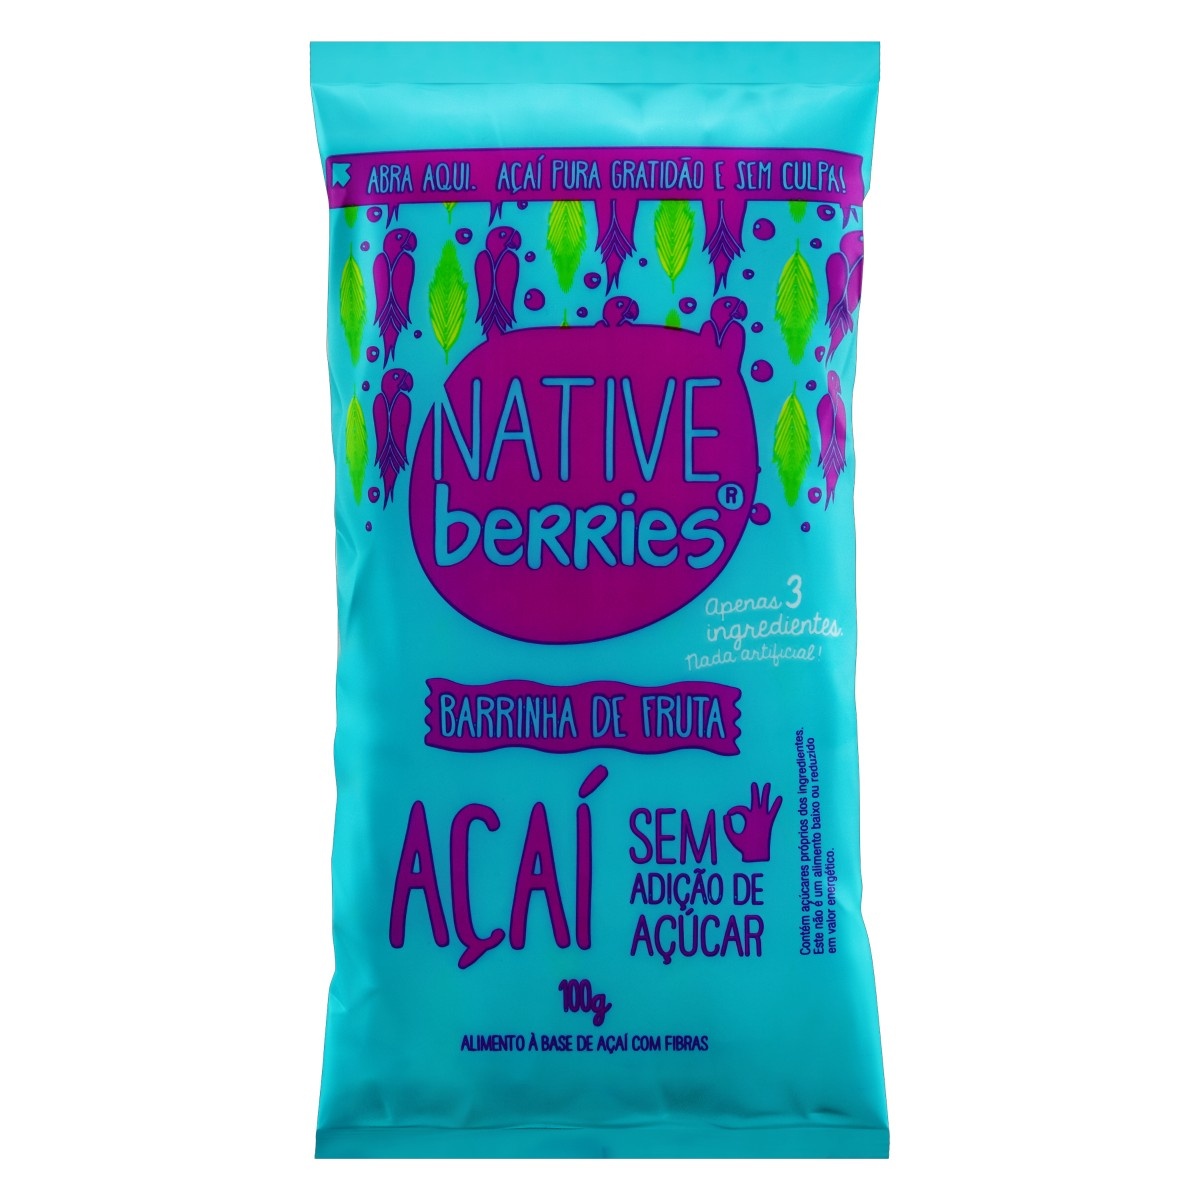 ABRA AQUI. AÇAÍ PURA GRATIDÃO E SEM CULPA!
NATIVE
berries®
Apenas 3
ingredientes.
Nada artificial!
BARRINHA DE FRUTA
AÇAÍ
SEM
ADIÇÃO DE
AÇÚCAR
Contém açúcares próprios dos ingredientes.
Este não é um alimento baixo ou reduzido
em valor energético.
100g
ALIMENTO À BASE DE AÇAÍ COM FIBRAS